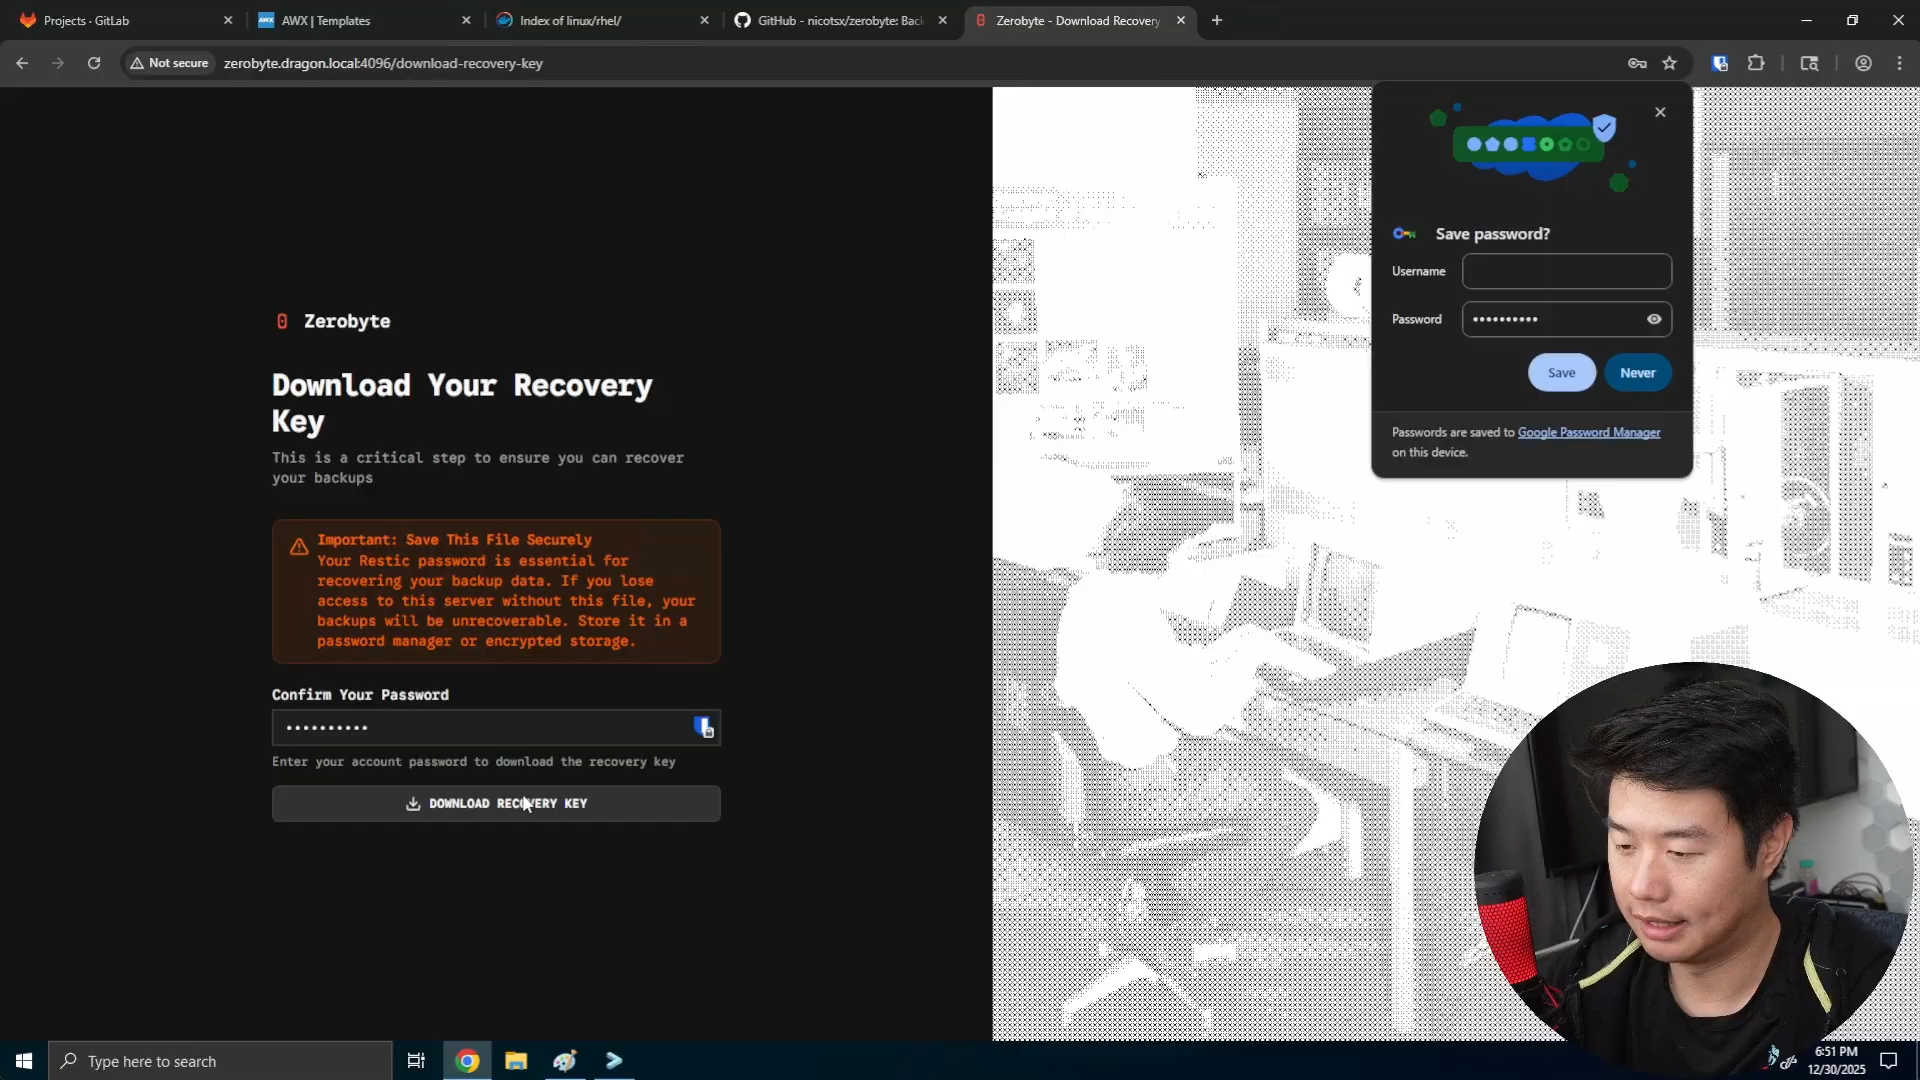 Projects · GitLab
AWX | Templates
Index of linux/rhel/
GitHub - nicotsx/zerobyte: Bac
Zerobyte - Download Recovery
Not secure
zerobyte.dragon.local:4096/download-recovery-key
Save password?
Username
Password
••••••••••
Save
Never
Passwords are saved to Google Password Manager
on this device.
Zerobyte
Download Your Recovery
Key
This is a critical step to ensure you can recover
your backups
Important: Save This File Securely
Your Restic password is essential for
recovering your backup data. If you lose
access to this server without this file, your
backups will be unrecoverable. Store it in a
password manager or encrypted storage.
Confirm Your Password
••••••••••
Enter your account password to download the recovery key
DOWNLOAD RECOVERY KEY
Type here to search
6:51 PM
12/30/2025